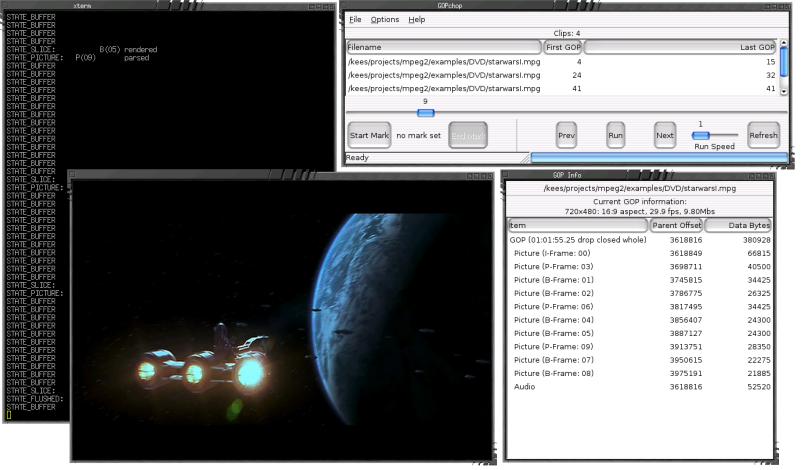 xterm
STATE_BUFFER
STATE_BUFFER
STATE_BUFFER
STATE_BUFFER
STATE_SLICE: B(05) rendered
STATE_PICTURE: P(09) parsed
STATE_BUFFER
STATE_BUFFER
STATE_BUFFER
STATE_BUFFER
STATE_BUFFER
STATE_BUFFER
STATE_BUFFER
STATE_BUFFER
STATE_BUFFER
STATE_BUFFER
STATE_BUFFER
STATE_BUFFER
STATE_BUFFER
STATE_BUFFER
STATE_SLICE:
STATE_PICTURE:
STATE_BUFFER
STATE_BUFFER
STATE_BUFFER
STATE_BUFFER
STATE_BUFFER
STATE_BUFFER
STATE_BUFFER
STATE_BUFFER
STATE_BUFFER
STATE_BUFFER
STATE_BUFFER
STATE_SLICE:
STATE_PICTURE:
STATE_BUFFER
STATE_BUFFER
STATE_BUFFER
STATE_BUFFER
STATE_BUFFER
STATE_BUFFER
STATE_BUFFER
STATE_BUFFER
STATE_BUFFER
STATE_BUFFER
STATE_BUFFER
STATE_SLICE:
STATE_FLUSHED:
STATE_BUFFER
GOPchop
File Options Help
Clips: 4
Filename First GOP Last GOP
/kees/projects/mpeg2/examples/DVD/starwarsI.mpg 4 15
/kees/projects/mpeg2/examples/DVD/starwarsI.mpg 24 32
/kees/projects/mpeg2/examples/DVD/starwarsI.mpg 41 41
9
Start Mark no mark set End Mark Prev Run Next 1 Refresh
Run Speed
Ready
GOP Info
/kees/projects/mpeg2/examples/DVD/starwarsI.mpg
Current GOP information:
720x480: 16:9 aspect, 29.9 fps, 9.80Mbs
Item Parent Offset Data Bytes
GOP (01:01:55.25 drop closed whole) 3618816 380928
Picture (I-Frame: 00) 3618849 66815
Picture (P-Frame: 03) 3698711 40500
Picture (B-Frame: 01) 3745815 34425
Picture (B-Frame: 02) 3786775 26325
Picture (P-Frame: 06) 3817495 34425
Picture (B-Frame: 04) 3856407 24300
Picture (B-Frame: 05) 3887127 24300
Picture (P-Frame: 09) 3913751 28350
Picture (B-Frame: 07) 3950615 22275
Picture (B-Frame: 08) 3975191 21885
Audio 3618816 52520